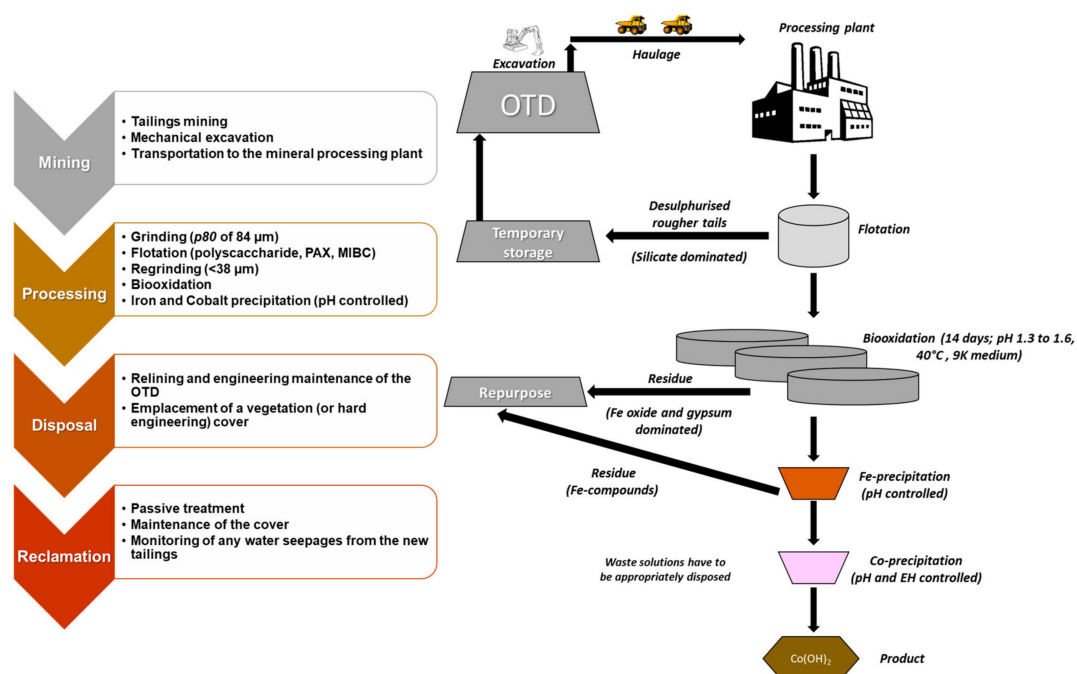 Mining
• Tailings mining
• Mechanical excavation
• Transportation to the mineral processing plant
Processing
• Grinding (p80 of 84 µm)
• Flotation (polysaccharide, PAX, MIBC)
• Regrinding (<38 µm)
• Biooxidation
• Iron and Cobalt precipitation (pH controlled)
Disposal
• Relining and engineering maintenance of the
OTD
• Emplacement of a vegetation (or hard
engineering) cover
Reclamation
• Passive treatment
• Maintenance of the cover
• Monitoring of any water seepages from the new
tailings
Excavation
OTD
Haulage
Processing plant
Desulphurised
rougher tails
(Silicate dominated)
Temporary
storage
Flotation
Biooxidation (14 days; pH 1.3 to 1.6,
40°C , 9K medium)
Residue
(Fe oxide and gypsum
dominated)
Repurpose
Residue
(Fe-compounds)
Fe-precipitation
(pH controlled)
Waste solutions have to
be appropriately disposed
Co-precipitation
(pH and EH controlled)
Co(OH)₂
Product